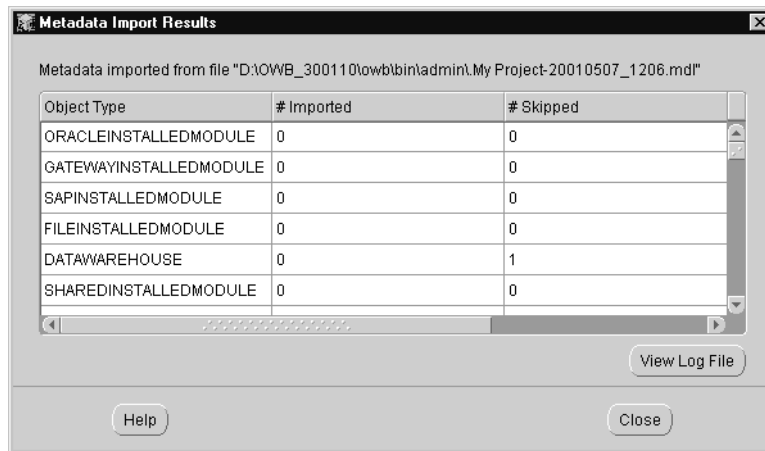 Metadata Import Results
Metadata imported from file "D:\OWB_300110\owb\bin\admin\.My Project-20010507_1206.mdl"
Object Type # Imported # Skipped
ORACLEINSTALLEDMODULE 0 0
GATEWAYINSTALLEDMODULE 0 0
SAPINSTALLEDMODULE 0 0
FILEINSTALLEDMODULE 0 0
DATAWAREHOUSE 0 1
SHAREDINSTALLEDMODULE 0 0
View Log File
Help Close